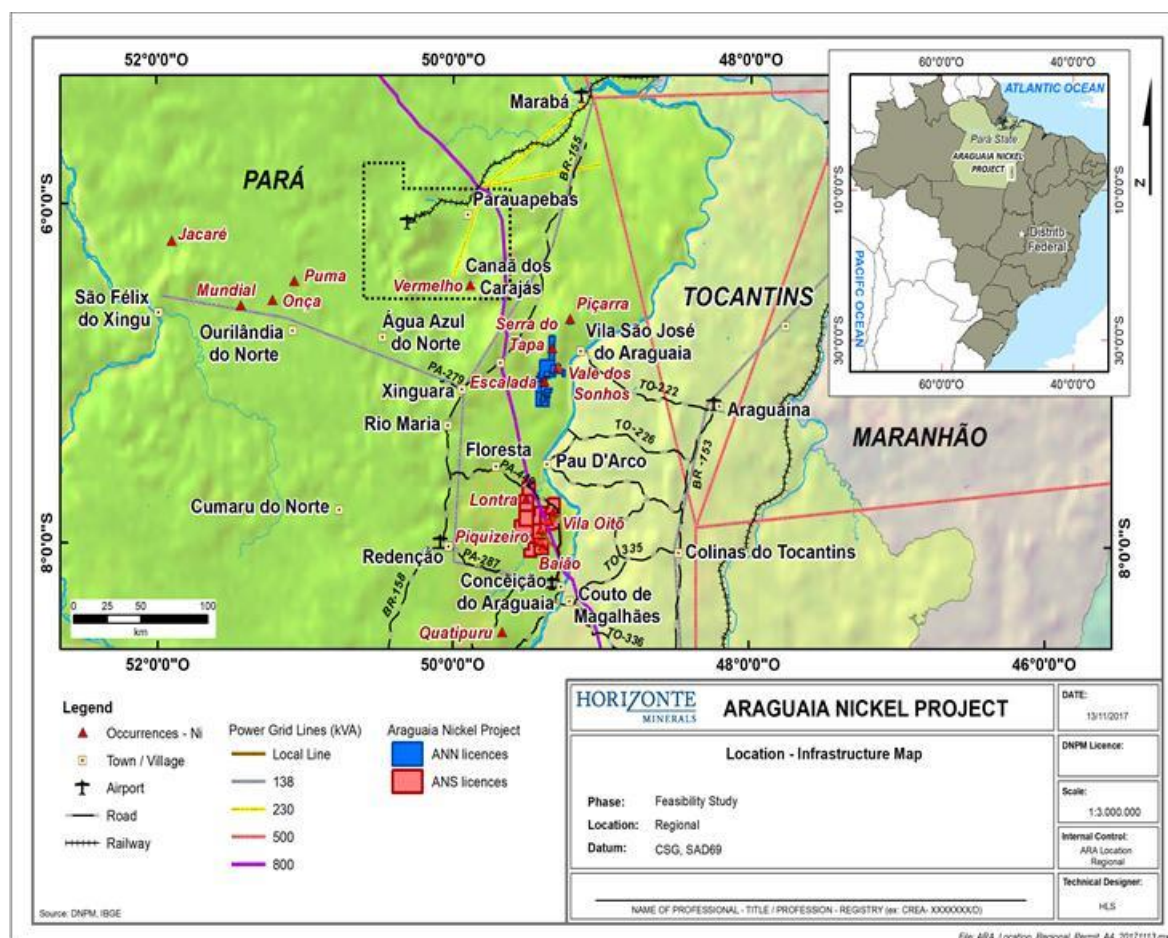 52°0'0"O
50°0'0"O
48°0'0"O
60°0'0"O
40°0'0"O
ATLANTIC OCEAN
Pará State
ARAGUAIA NICKEL
PROJECT
Distrito
Federal
PACIFC OCEAN
10°0'0"S
30°0'0"S
60°0'0"O
40°0'0"O
N
6°0'0"S
8°0'0"S
8°0'0"S
Marabá
BR-155
PARÁ
Parauapebas
Jacaré
Puma
Mundial
Onça
Vermelho
Canaã dos
Carajás
Piçarra
TOCANTINS
São Félix
do Xingu
Ourilândia
do Norte
Água Azul
do Norte
Serra do
Tapa
Vila São José
do Araguaia
PA-279
Xinguara
Escalada
Vale dos
Sonhos
TO-222
Araguaína
MARANHÃO
Rio Maria
Floresta
TO-226
BR-153
Pau D'Arco
PA-449
Lontra
Cumaru do Norte
Vila Oito
Piquizeiro
Redenção
PA-287
Baião
TO-335
Colinas do Tocantins
BR-158
Conceição
do Araguaia
Couto de
Magalhães
Quatipuru
TO-336
0 25 50 100
km
52°0'0"O
50°0'0"O
48°0'0"O
46°0'0"O
Legend
Occurrences - Ni
Town / Village
Airport
Road
Railway
Power Grid Lines (kVA)
Local Line
138
230
500
800
Araguaia Nickel Project
ANN licences
ANS licences
Source: DNPM, IBGE
HORIZONTE
MINERALS
ARAGUAIA NICKEL PROJECT
Location - Infrastructure Map
Phase: Feasibility Study
Location: Regional
Datum: CSG, SAD69
NAME OF PROFESSIONAL - TITLE / PROFESSION - REGISTRY (ex: CREA- XXXXXXX/D)
DATE:
13/11/2017
DNPM Licence:
Scale:
1:3.000.000
Internal Control:
ARA Location
Regional
Technical Designer:
HLS